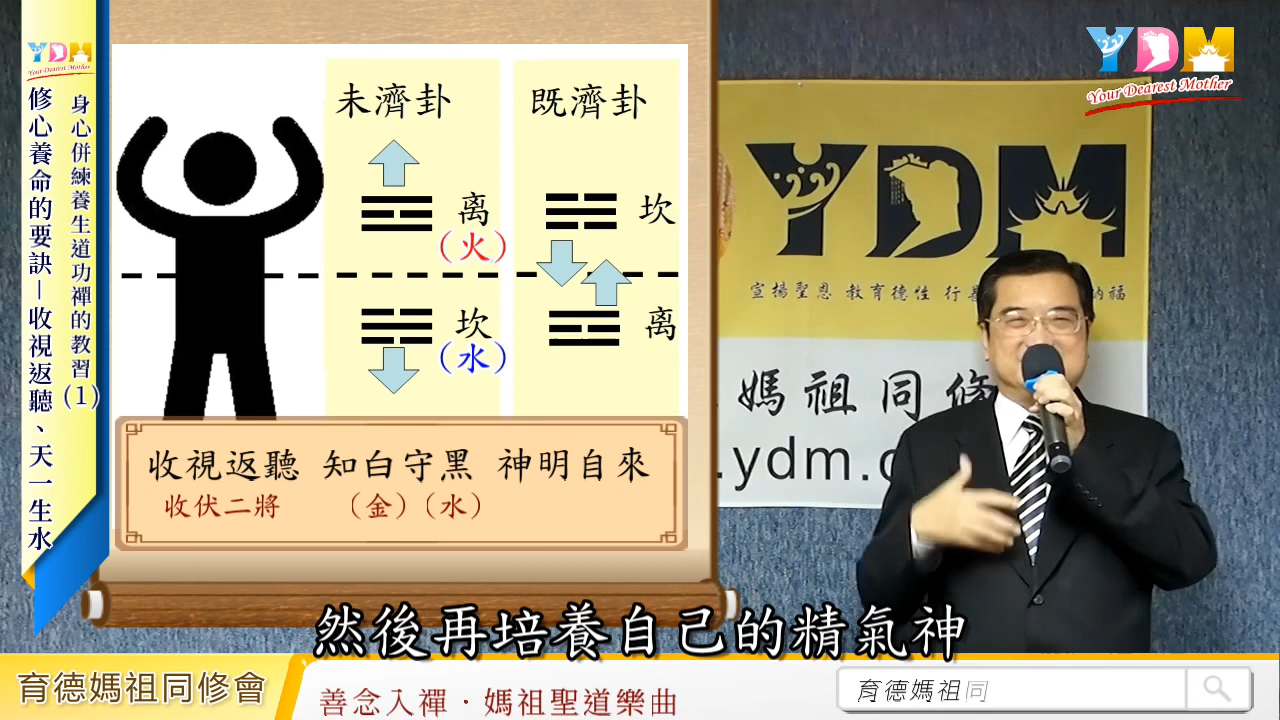 YDM
Your Dearest Mother
身心併練養生道功禪的教習(1)
修心養命的要訣－收視返聽、天一生水
未濟卦
既濟卦
离
(火)
坎
坎
(水)
离
收視返聽 知白守黑 神明自來
收伏二將 (金)(水)
YDM
Your Dearest Mother
YDM
宣揚聖恩 教育德性 行
納福
媽祖同修
.ydm.
然後再培養自己的精氣神
育德媽祖同修會
善念入禪．媽祖聖道樂曲
育德媽祖同